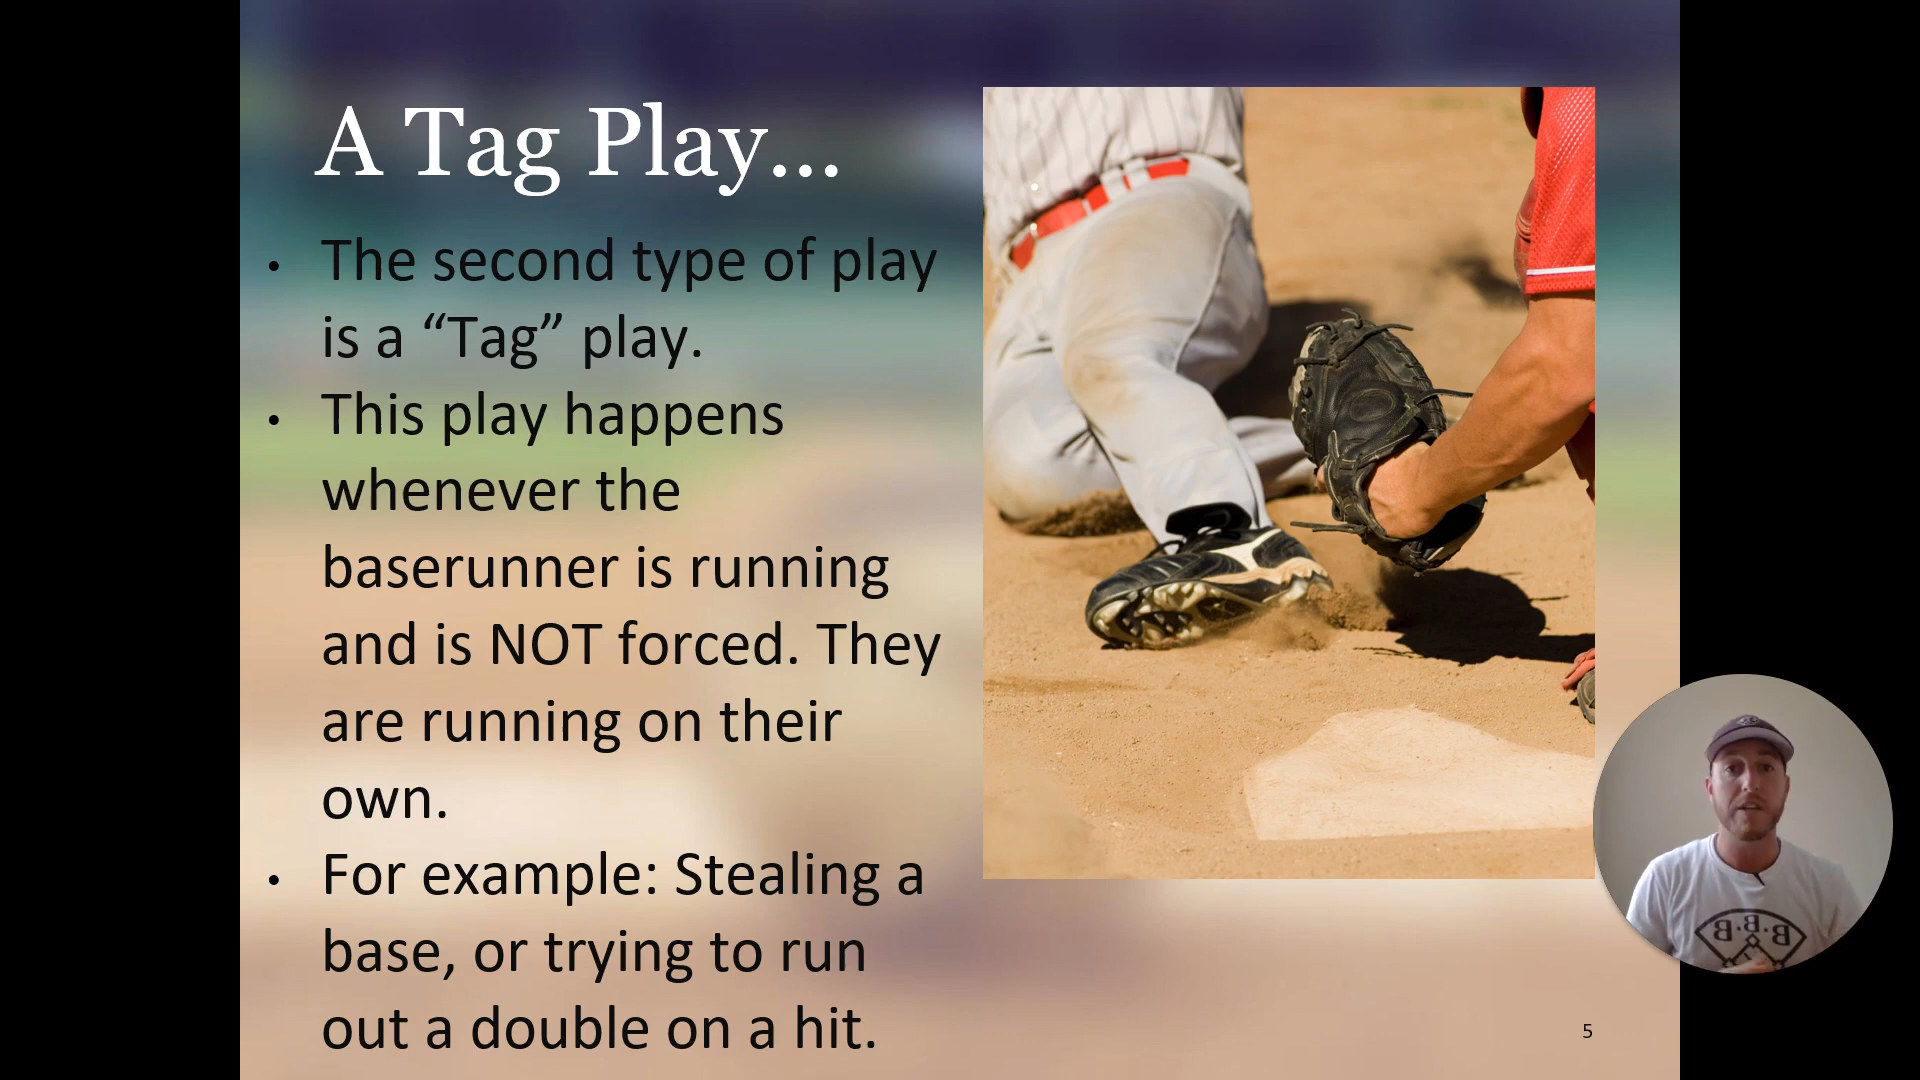 A Tag Play...
• The second type of play
is a “Tag” play.
• This play happens
whenever the
baserunner is running
and is NOT forced. They
are running on their
own.
• For example: Stealing a
base, or trying to run
out a double on a hit.
5
B·B·B